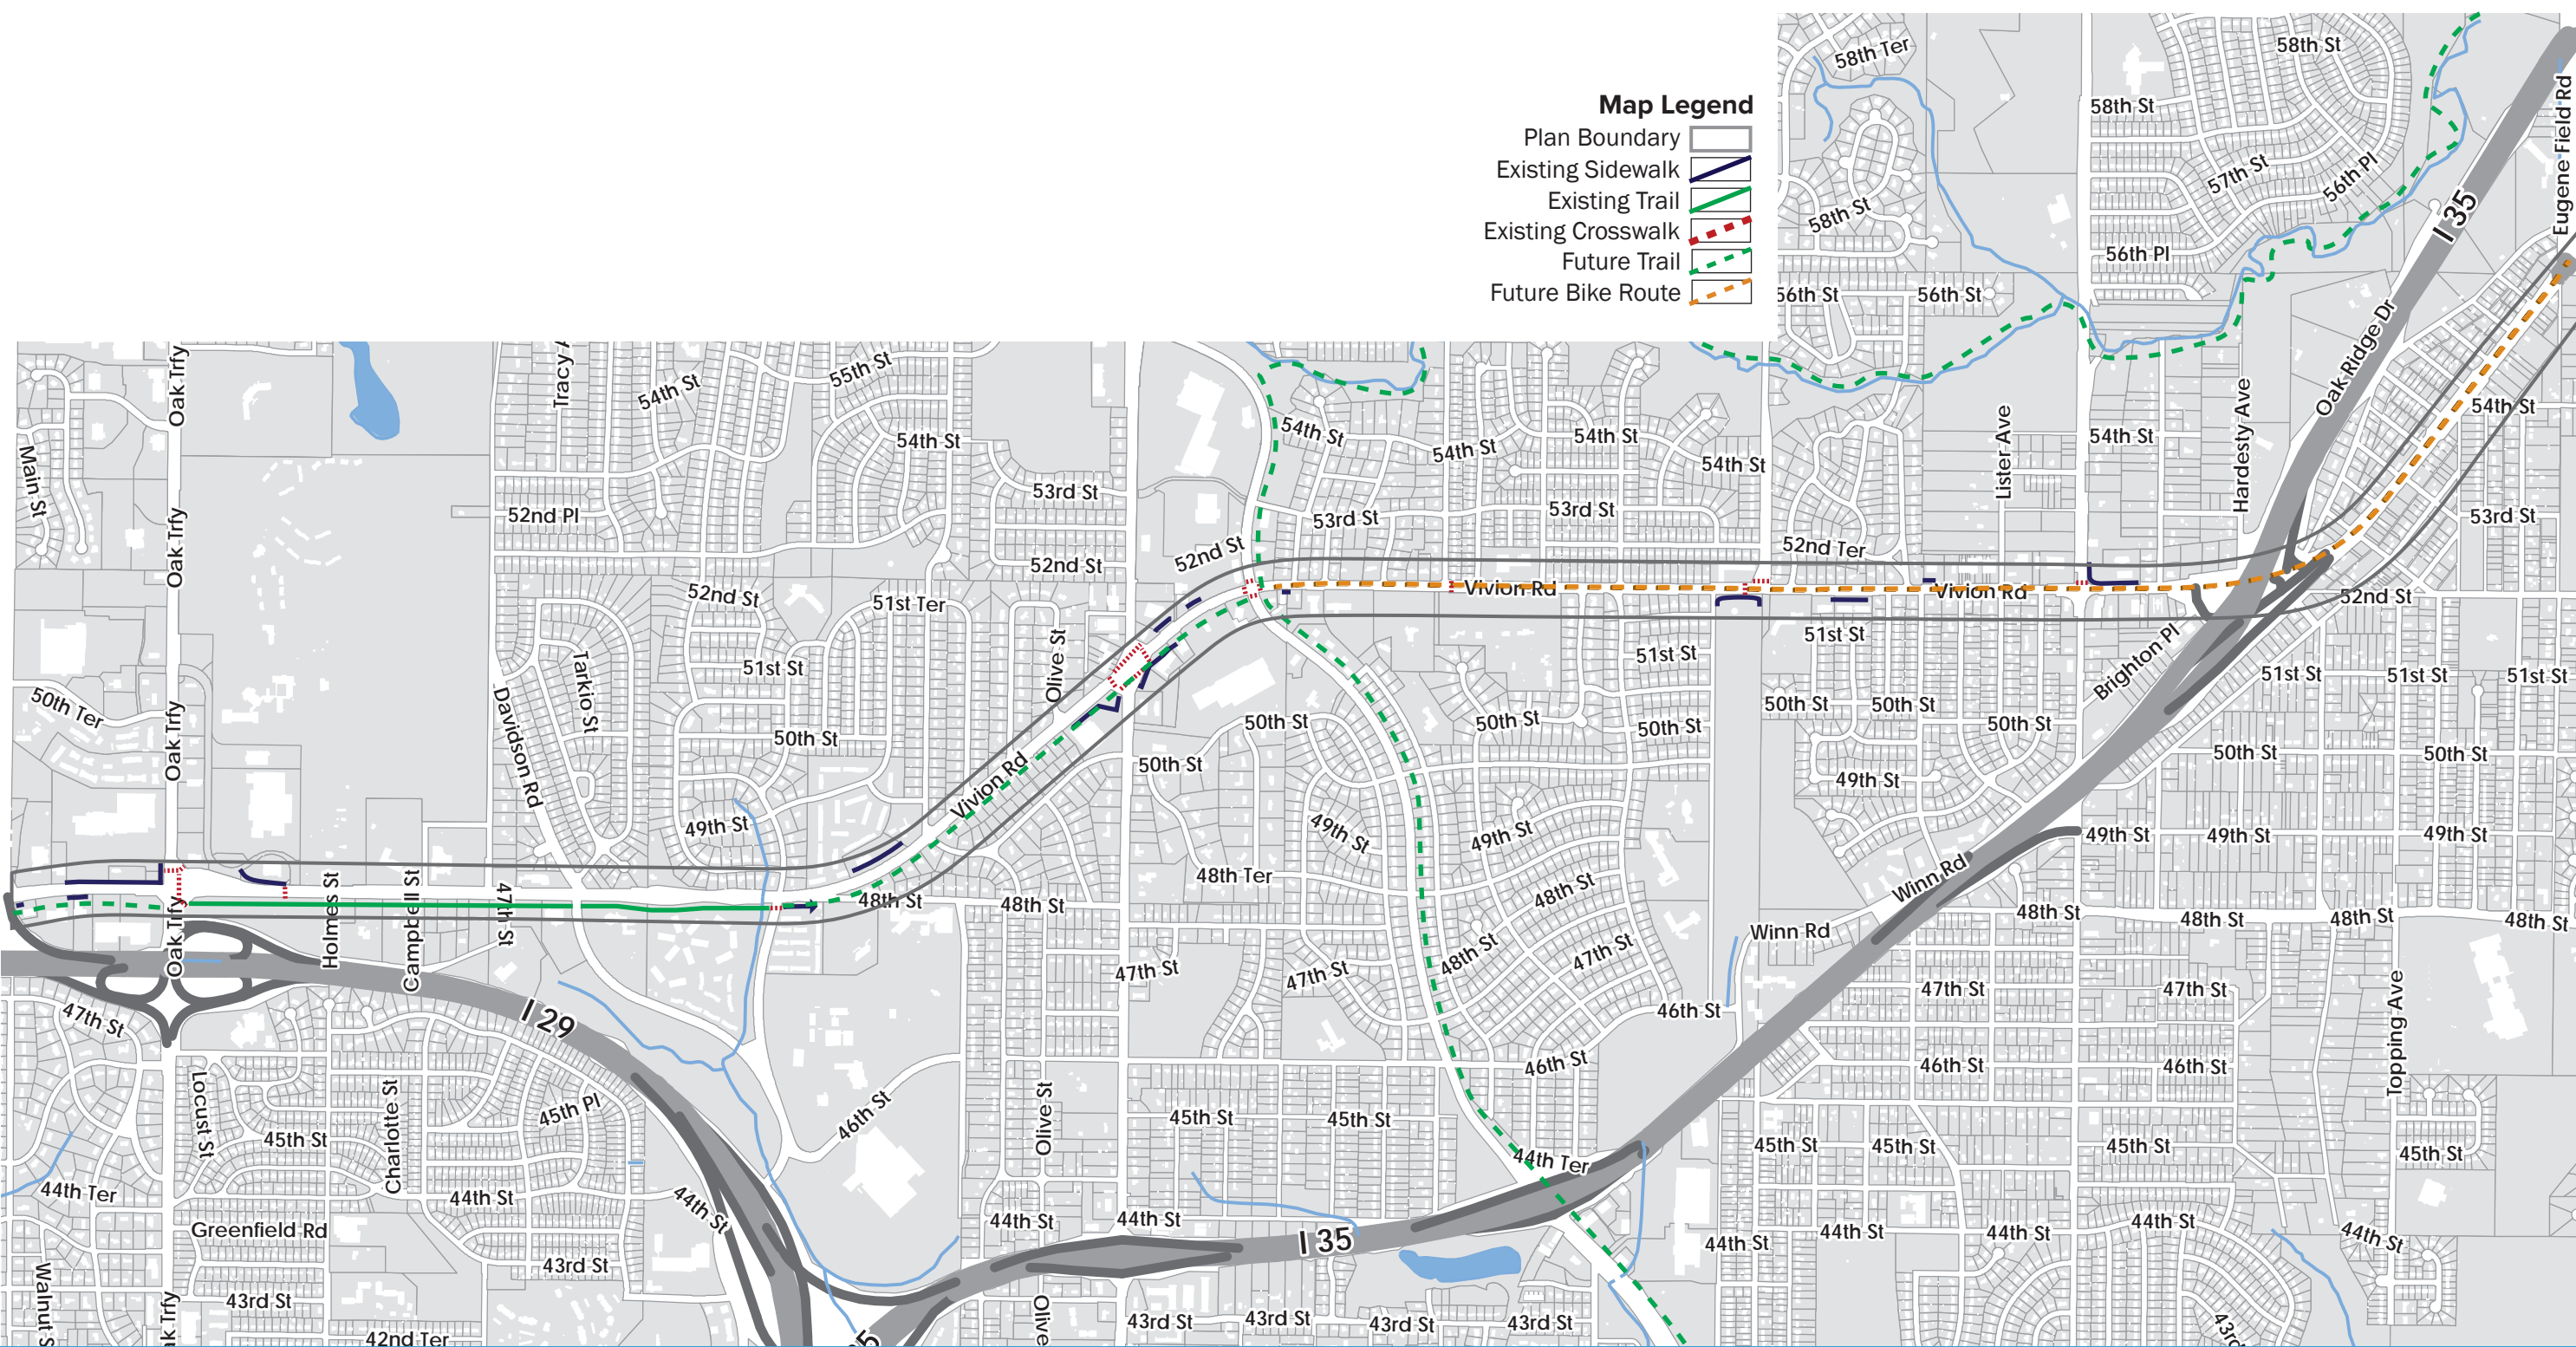 Map Legend
Plan Boundary
Existing Sidewalk
Existing Trail
Existing Crosswalk
Future Trail
Future Bike Route
58th Ter
58th St
58th St
Eugene Field Rd
57th St
56th Pl
58th St
I 35
56th Pl
56th St
56th St
Oak Trfy
54th St
55th St
Oak Ridge Dr
Main St
54th St
54th St
54th St
54th St
54th St
Lister Ave
54th St
Hardesty Ave
54th St
Oak Trfy
52nd Pl
53rd St
53rd St
53rd St
53rd St
52nd St
52nd St
52nd Ter
52nd St
51st Ter
Vivion Rd
Vivion Rd
52nd St
Tarkio St
51st St
Olive St
51st St
51st St
Brighton Pl
51st St
51st St
51st St
50th Ter
Oak Trfy
Davidson Rd
50th St
50th St
50th St
50th St
50th St
50th St
50th St
50th St
Vivion Rd
50th St
50th St
50th St
49th St
49th St
49th St
49th St
49th St
49th St
49th St
Oak Trfy
Holmes St
Campbell St
47th St
48th St
48th St
48th Ter
48th St
Winn Rd
48th St
48th St
48th St
48th St
47th St
I 29
47th St
47th St
48th St
47th St
Winn Rd
47th St
47th St
46th St
46th St
46th St
46th St
46th St
Topping Ave
Locust St
Charlotte St
45th Pl
45th St
Olive St
45th St
45th St
45th St
45th St
45th St
45th St
44th Ter
44th St
44th St
44th Ter
Greenfield Rd
44th St
44th St
I 35
44th St
44th St
44th St
44th St
44th St
43rd St
43rd St
42nd Ter
Olive
43rd St
43rd St
43rd St
43rd St